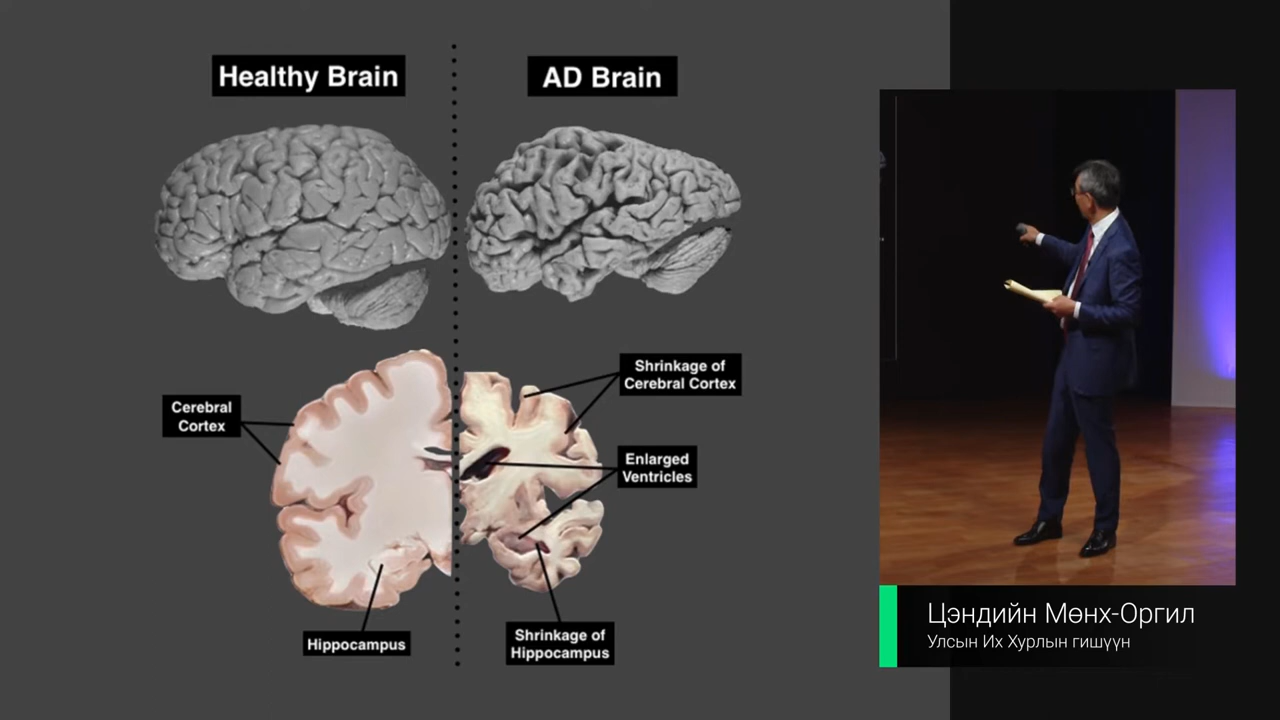 Healthy Brain
AD Brain
Cerebral
Cortex
Shrinkage of
Cerebral Cortex
Enlarged
Ventricles
Hippocampus
Shrinkage of
Hippocampus
Цэндийн Мөнх-Оргил
Улсын Их Хурлын гишүүн